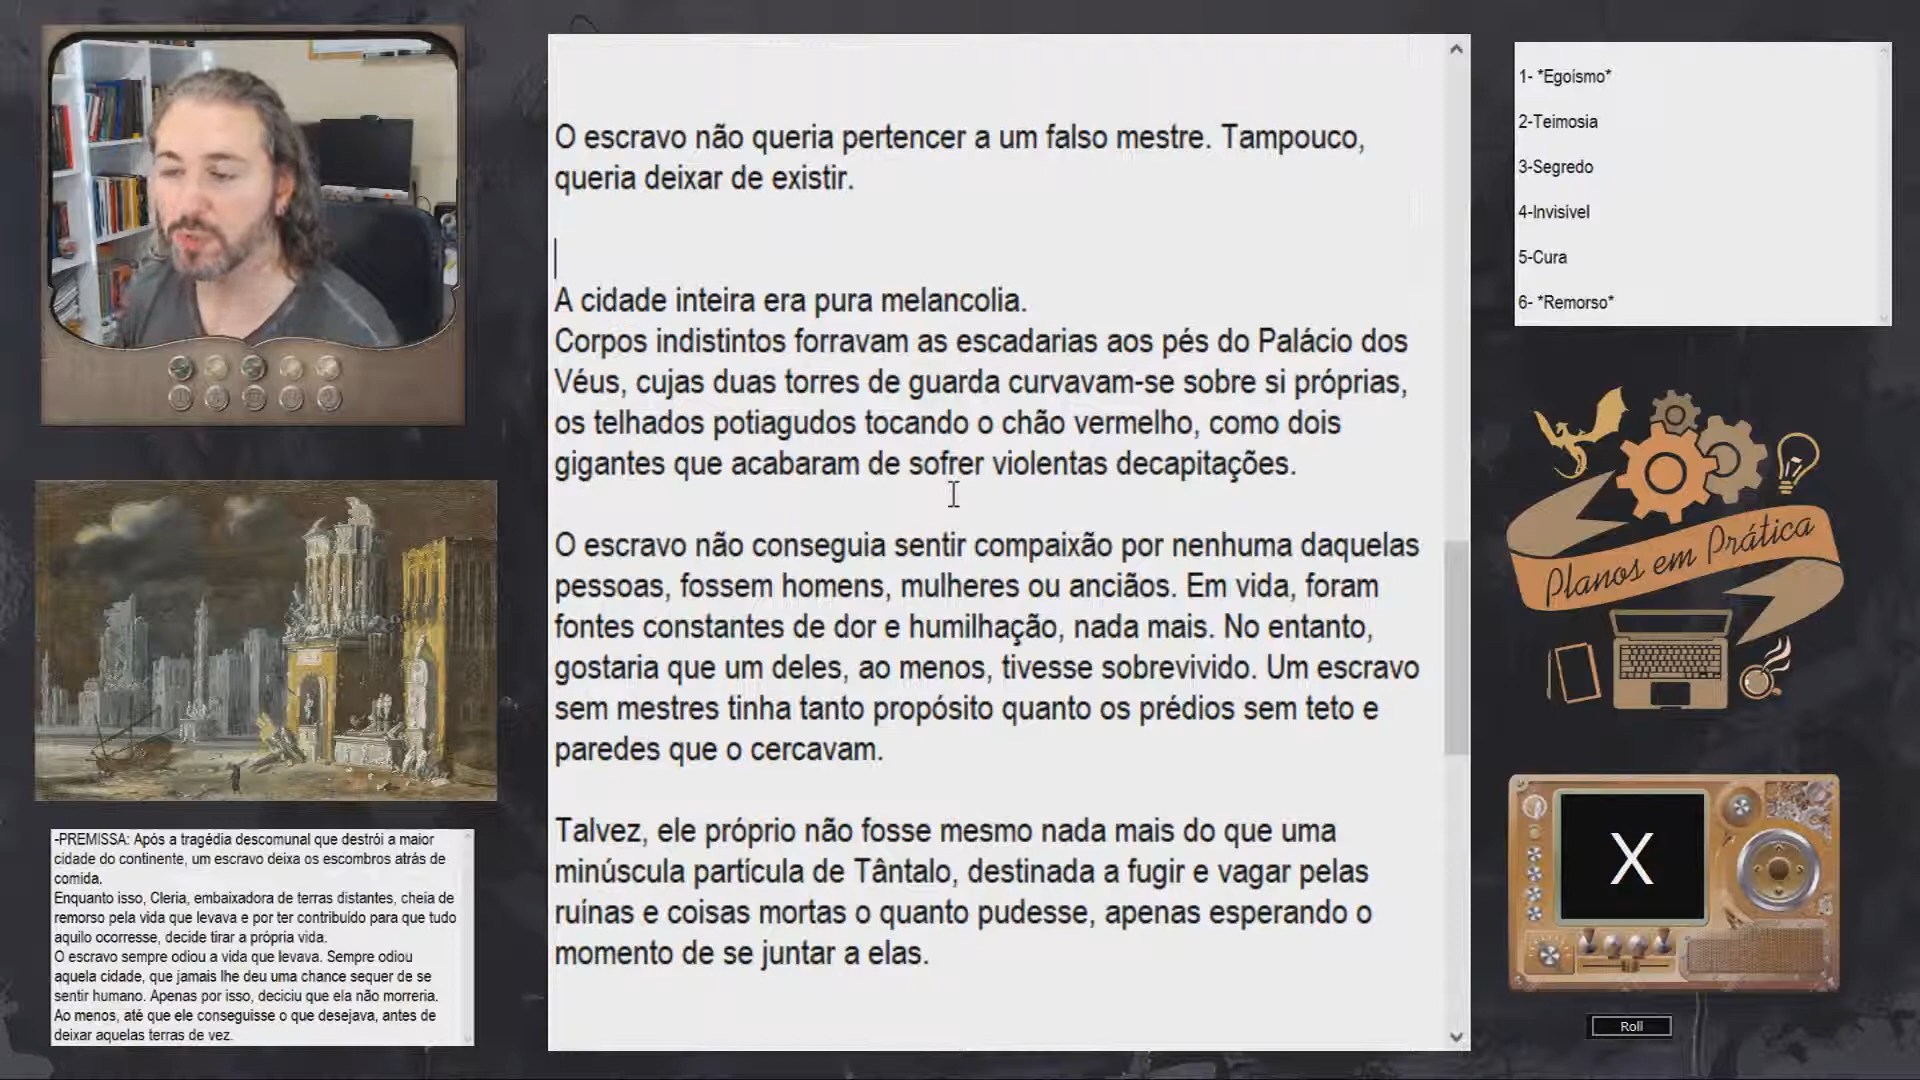 O escravo não queria pertencer a um falso mestre. Tampouco,
queria deixar de existir.
A cidade inteira era pura melancolia.
Corpos indistintos forravam as escadarias aos pés do Palácio dos
Véus, cujas duas torres de guarda curvavam-se sobre si próprias,
os telhados potiagudos tocando o chão vermelho, como dois
gigantes que acabaram de sofrer violentas decapitações.
O escravo não conseguia sentir compaixão por nenhuma daquelas
pessoas, fossem homens, mulheres ou anciãos. Em vida, foram
fontes constantes de dor e humilhação, nada mais. No entanto,
gostaria que um deles, ao menos, tivesse sobrevivido. Um escravo
sem mestres tinha tanto propósito quanto os prédios sem teto e
paredes que o cercavam.
Talvez, ele próprio não fosse mesmo nada mais do que uma
minúscula partícula de Tântalo, destinada a fugir e vagar pelas
ruínas e coisas mortas o quanto pudesse, apenas esperando o
momento de se juntar a elas.
-PREMISSA: Após a tragédia descomunal que destrói a maior
cidade do continente, um escravo deixa os escombros atrás de
comida.
Enquanto isso, Cleria, embaixadora de terras distantes, cheia de
remorso pela vida que levava e por ter contribuído para que tudo
aquilo ocorresse, decide tirar a própria vida.
O escravo sempre odiou a vida que levava. Sempre odiou
aquela cidade, que jamais lhe deu uma chance sequer de se
sentir humano. Apenas por isso, deciciu que ela não morreria.
Ao menos, até que ele conseguisse o que desejava, antes de
deixar aquelas terras de vez.
1- *Egoismo*
2-Teimosia
3-Segredo
4-Invisível
5-Cura
6- *Remorso*
Planos em Prática
X
Roll